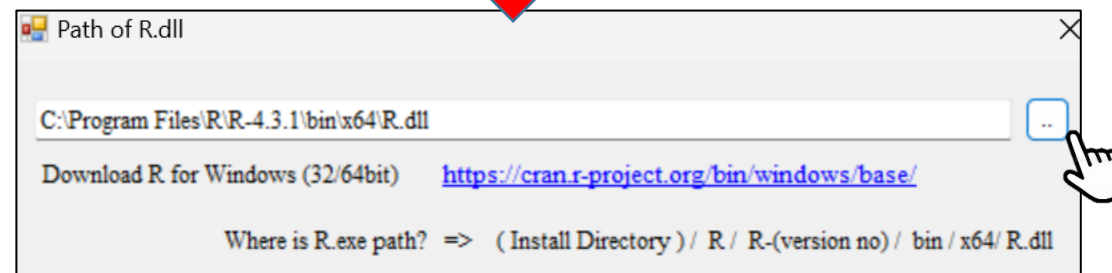 Path of R.dll
C:\Program Files\R\R-4.3.1\bin\x64\R.dll
..
Download R for Windows (32/64bit) https://cran.r-project.org/bin/windows/base/
Where is R.exe path? => ( Install Directory ) / R / R-(version no) / bin / x64/ R.dll